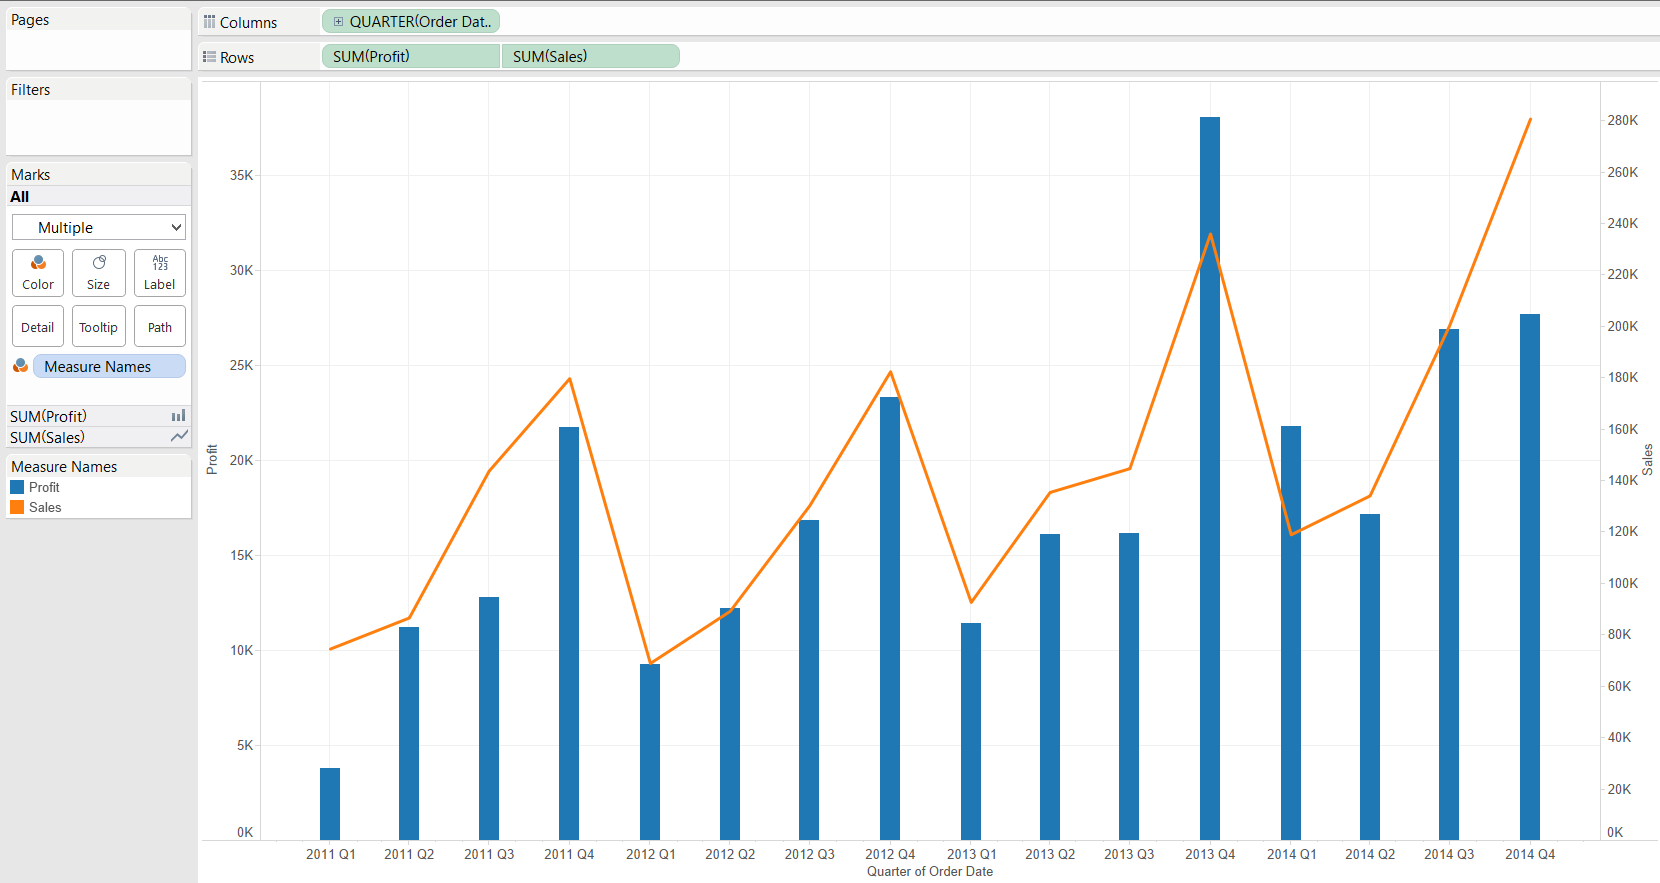 Pages
Filters
Marks
All
Multiple
Color
Size
Abc
123
Label
Detail
Tooltip
Path
Measure Names
SUM(Profit)
SUM(Sales)
Measure Names
Profit
Sales
Columns
QUARTER(Order Dat..
Rows
SUM(Profit)
SUM(Sales)
35K
30K
25K
20K
15K
10K
5K
0K
Profit
280K
260K
240K
220K
200K
180K
160K
140K
120K
100K
80K
60K
40K
20K
0K
Sales
2011 Q1 2011 Q2 2011 Q3 2011 Q4 2012 Q1 2012 Q2 2012 Q3 2012 Q4 2013 Q1 2013 Q2 2013 Q3 2013 Q4 2014 Q1 2014 Q2 2014 Q3 2014 Q4
Quarter of Order Date